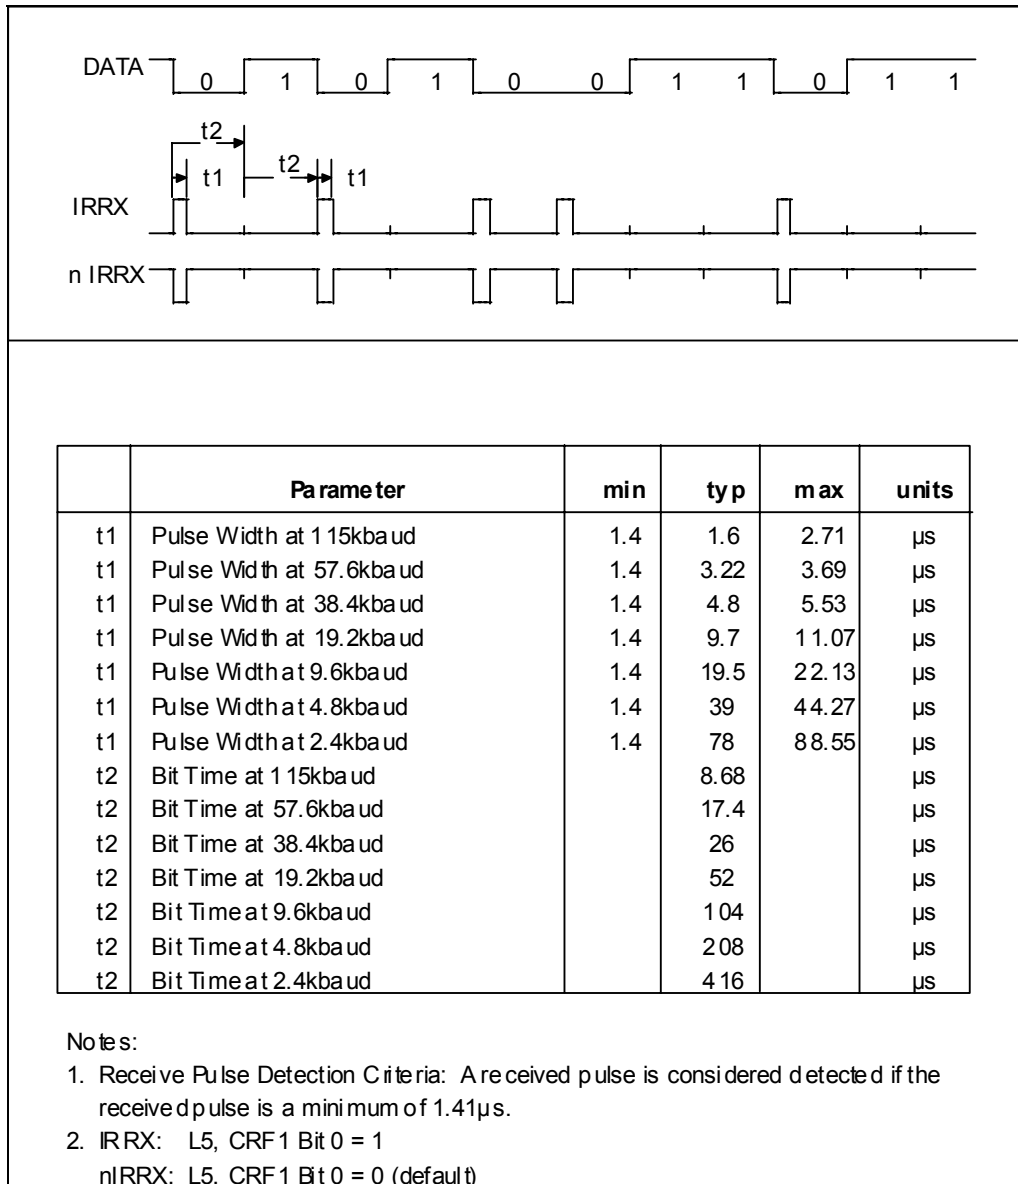 DATA 0 1 0 1 0 0 1 1 0 1 1
t2
t1 t2 t1
IRRX
n IRRX
Parameter min typ max units
t1 Pulse Width at 115kbaud 1.4 1.6 2.71 µs
t1 Pulse Width at 57.6kbaud 1.4 3.22 3.69 µs
t1 Pulse Width at 38.4kbaud 1.4 4.8 5.53 µs
t1 Pulse Width at 19.2kbaud 1.4 9.7 11.07 µs
t1 Pulse Width at 9.6kbaud 1.4 19.5 22.13 µs
t1 Pulse Width at 4.8kbaud 1.4 39 44.27 µs
t1 Pulse Width at 2.4kbaud 1.4 78 88.55 µs
t2 Bit Time at 115kbaud 8.68 µs
t2 Bit Time at 57.6kbaud 17.4 µs
t2 Bit Time at 38.4kbaud 26 µs
t2 Bit Time at 19.2kbaud 52 µs
t2 Bit Time at 9.6kbaud 104 µs
t2 Bit Time at 4.8kbaud 208 µs
t2 Bit Time at 2.4kbaud 416 µs
Notes:
1. Receive Pulse Detection Criteria: A received pulse is considered detected if the
received pulse is a minimum of 1.41µs.
2. IRRX: L5, CRF1 Bit 0 = 1
nIRRX: L5, CRF1 Bit 0 = 0 (default)